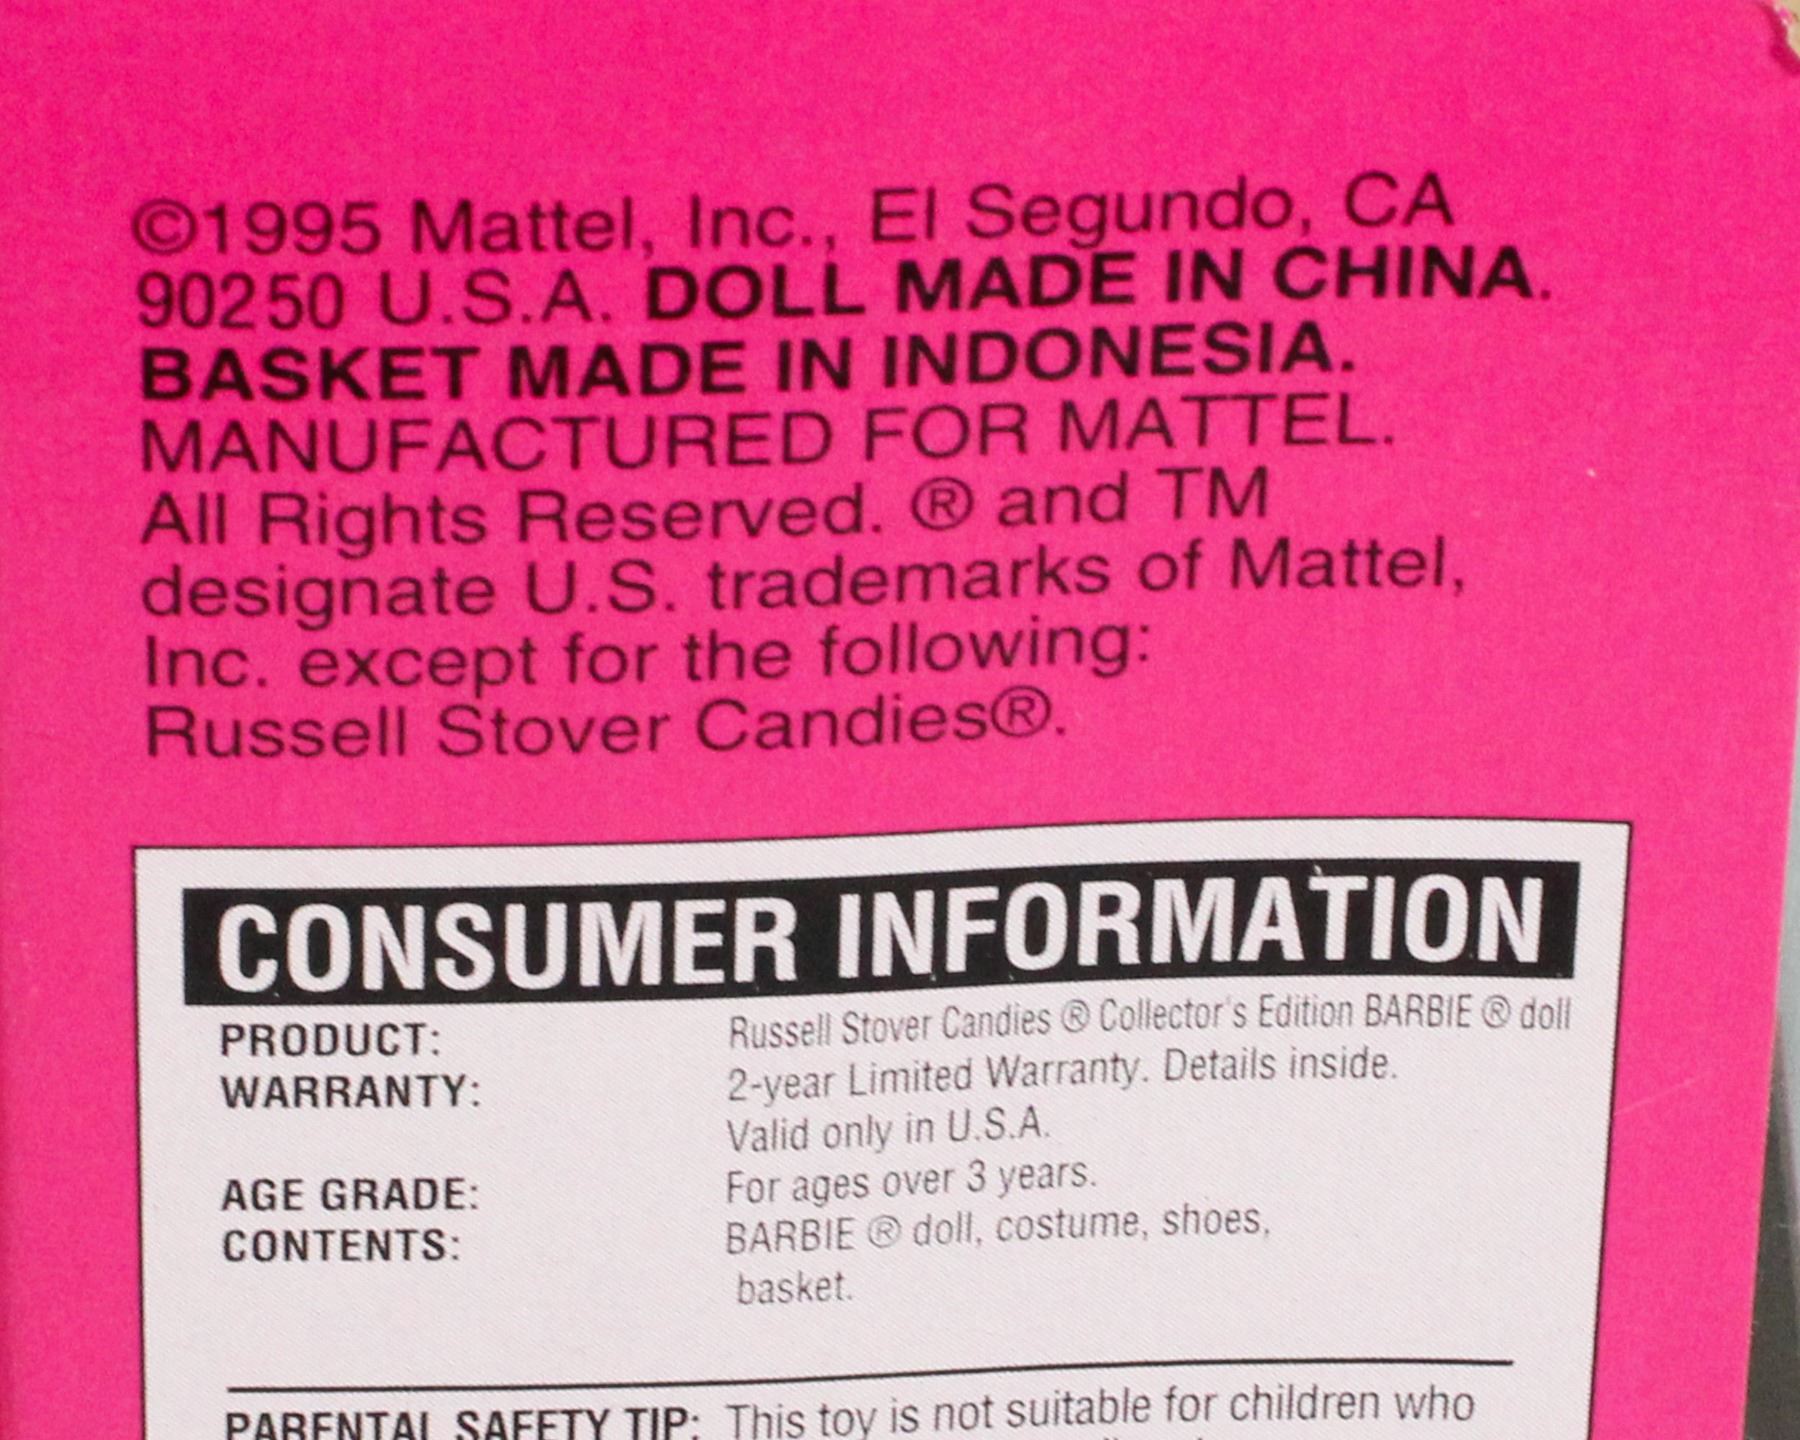 ©1995 Mattel, Inc., El Segundo, CA
90250 U.S.A. DOLL MADE IN CHINA.
BASKET MADE IN INDONESIA.
MANUFACTURED FOR MATTEL.
All Rights Reserved. ® and TM
designate U.S. trademarks of Mattel,
Inc. except for the following:
Russell Stover Candies®.
CONSUMER INFORMATION
PRODUCT: Russell Stover Candies ® Collector's Edition BARBIE ® doll
WARRANTY: 2-year Limited Warranty. Details inside.
Valid only in U.S.A.
AGE GRADE: For ages over 3 years.
CONTENTS: BARBIE ® doll, costume, shoes,
basket.
PARENTAL SAFETY TIP: This toy is not suitable for children who